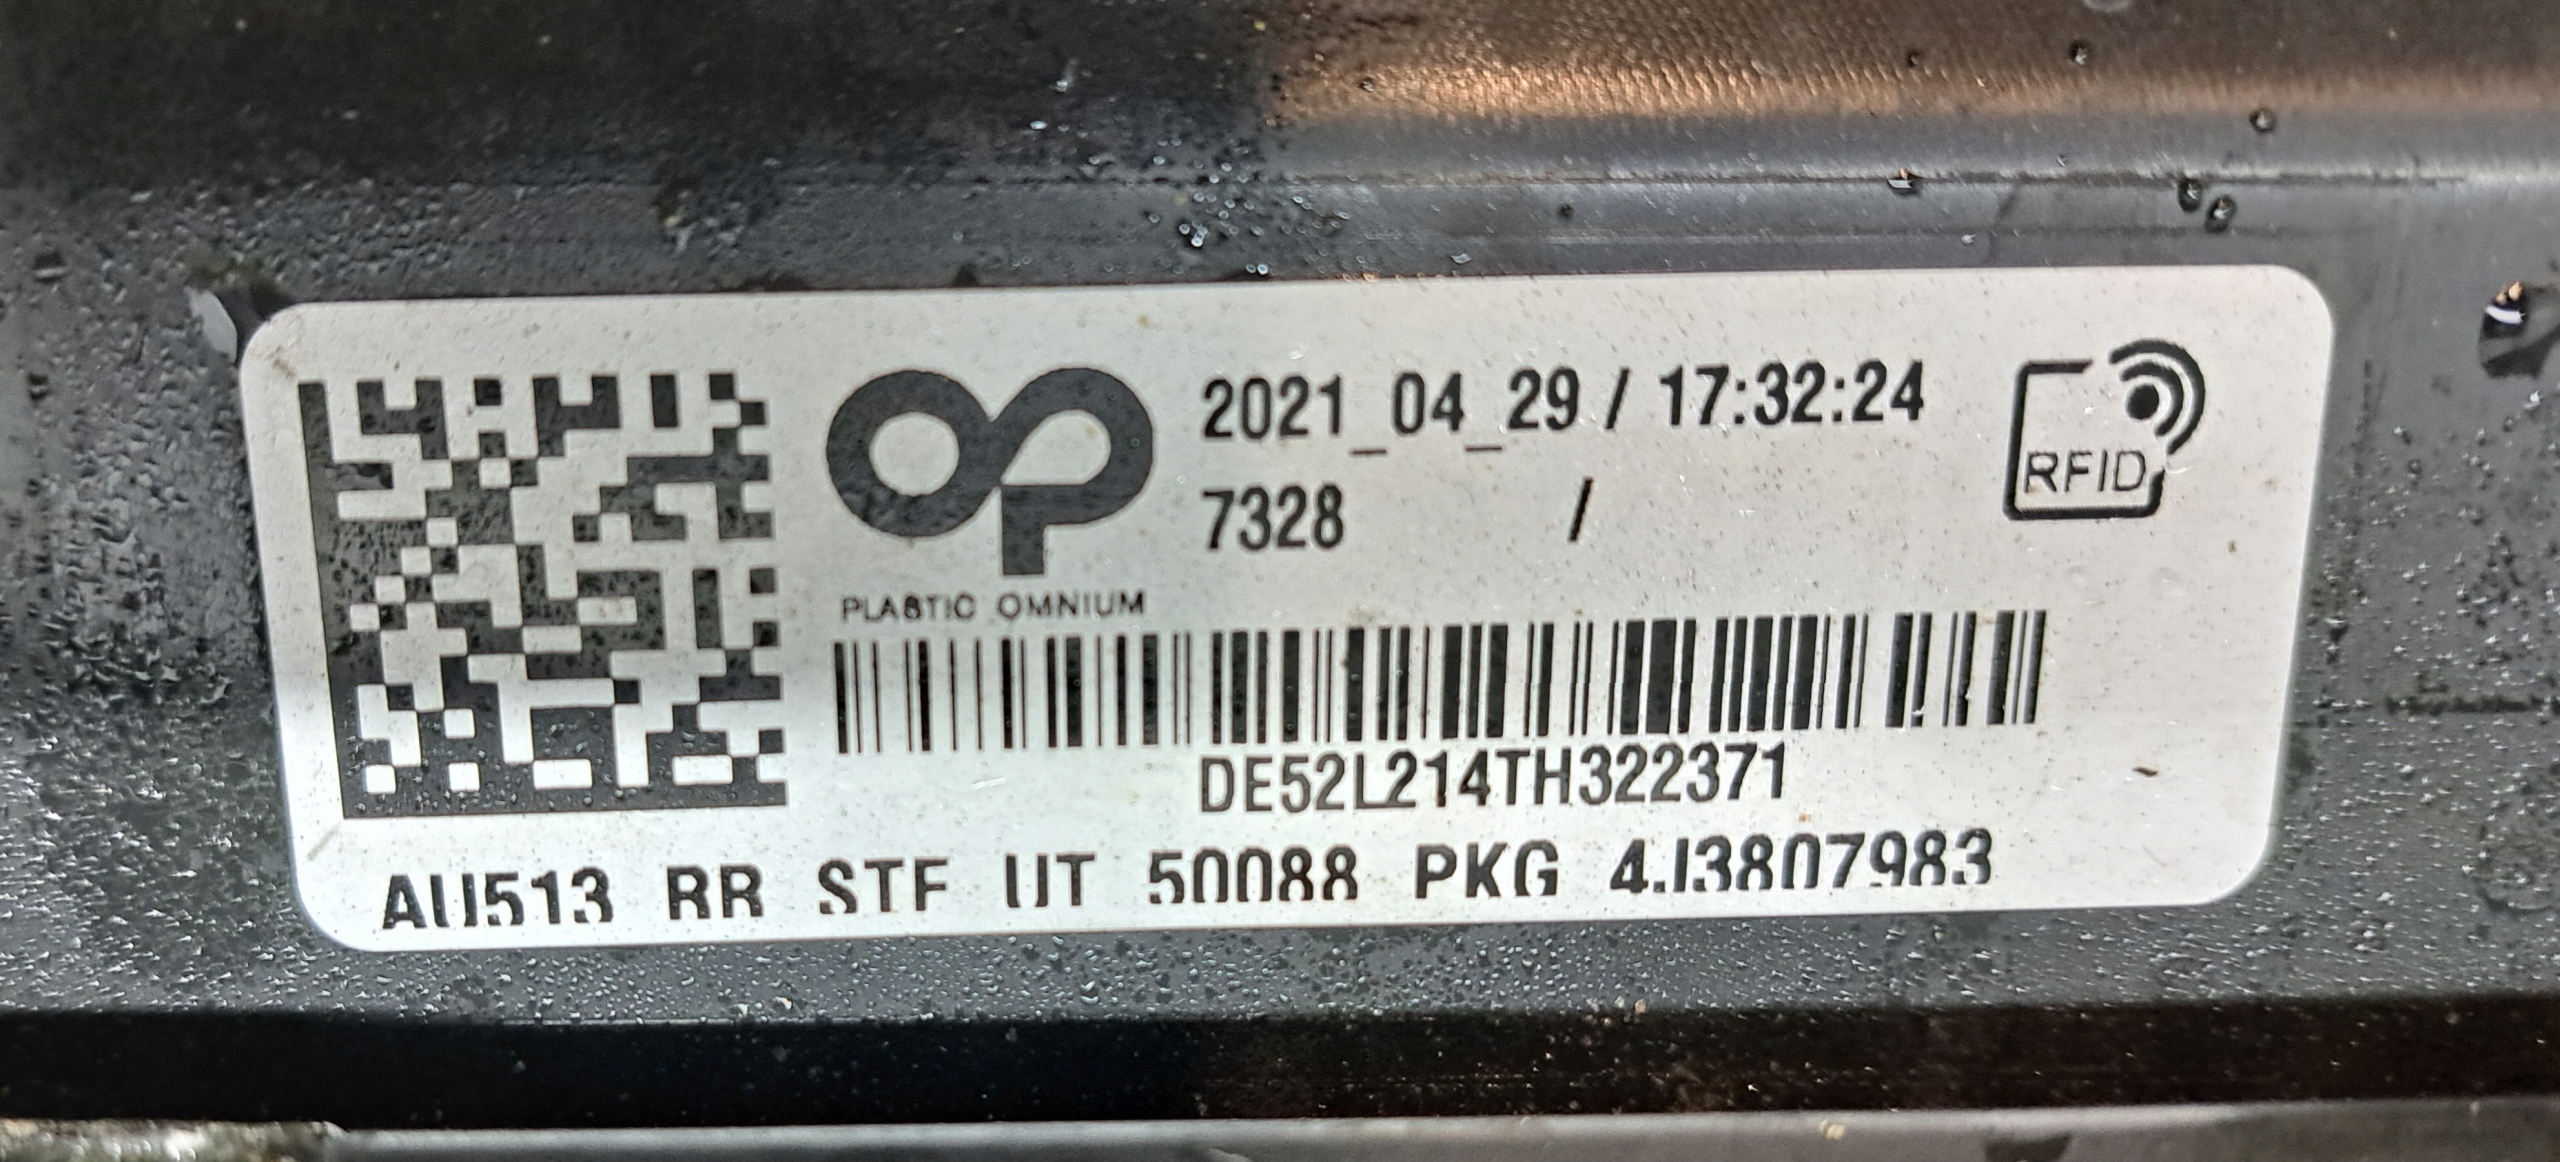 2021_04_29 / 17:32:24
7328 /
RFID
PLASTIC OMNIUM
DE52L214TH322371
AU513 RR STF UT 50088 PKG 4J3807983